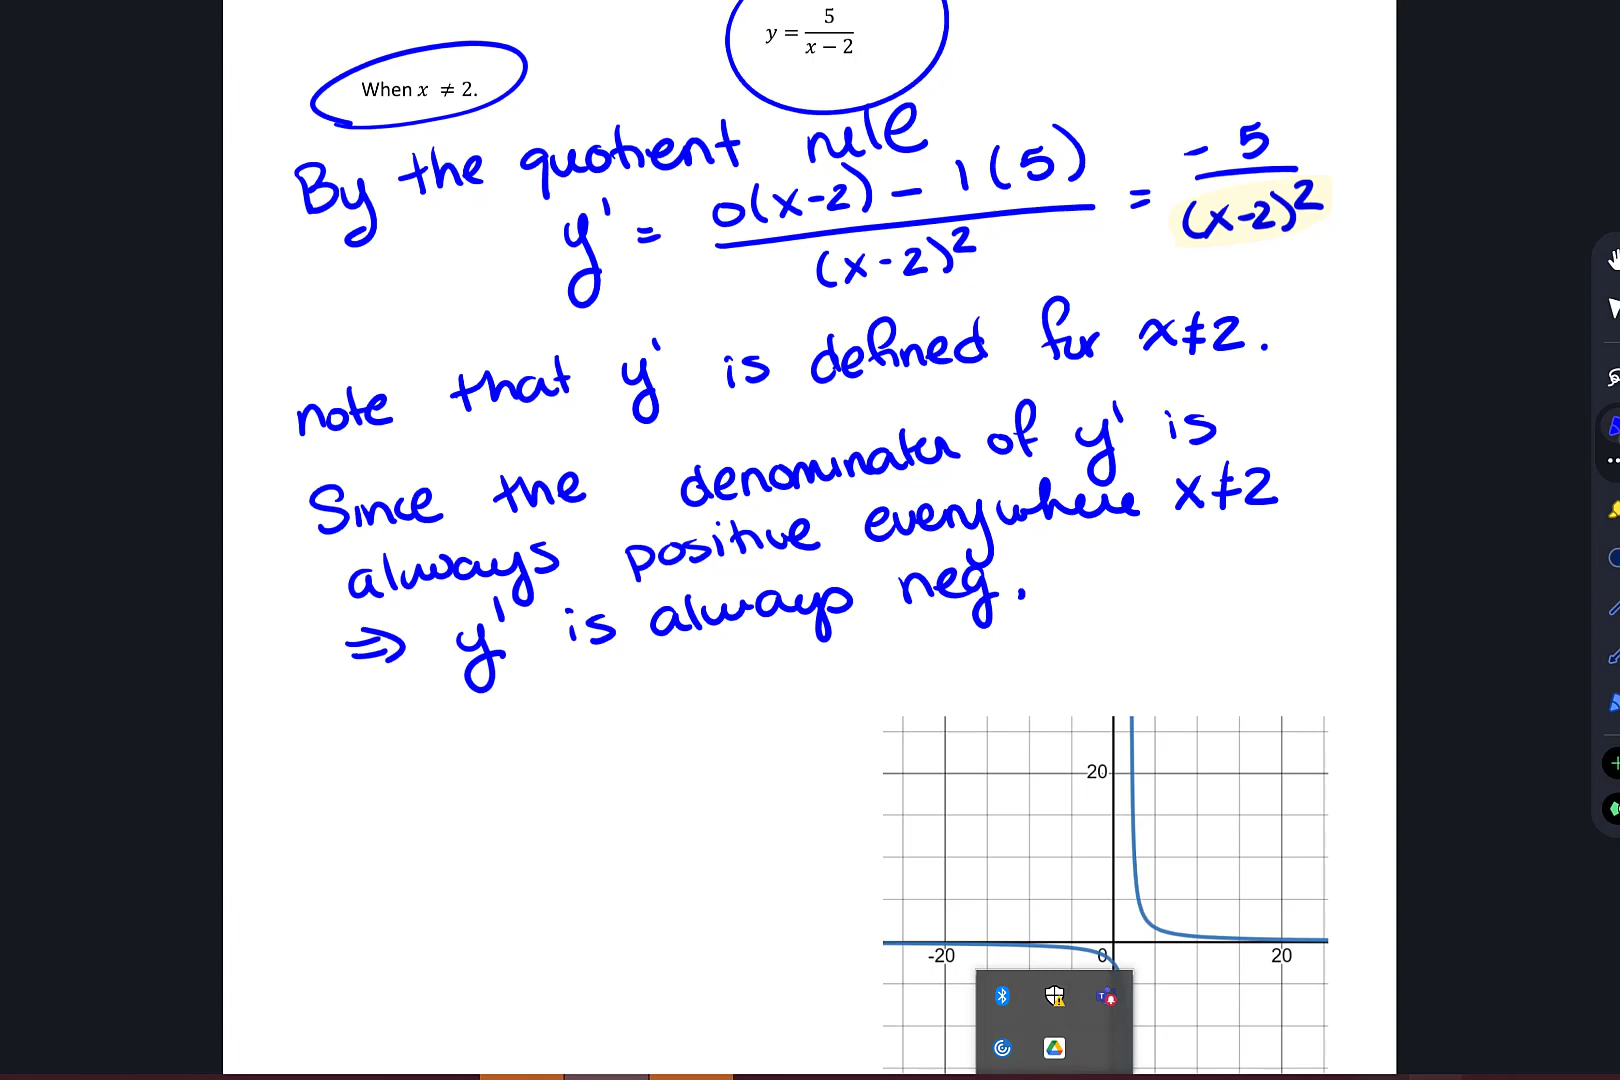 y = 5 / (x − 2)
When x ≠ 2.
By the quotient rule
y' = (0(x-2) - 1(5)) / (x-2)² = -5 / (x-2)²
note that y' is defined for x≠2.
Since the denominator of y' is
always positive everywhere x≠2
⇒ y' is always neg.
20
-20 0 20